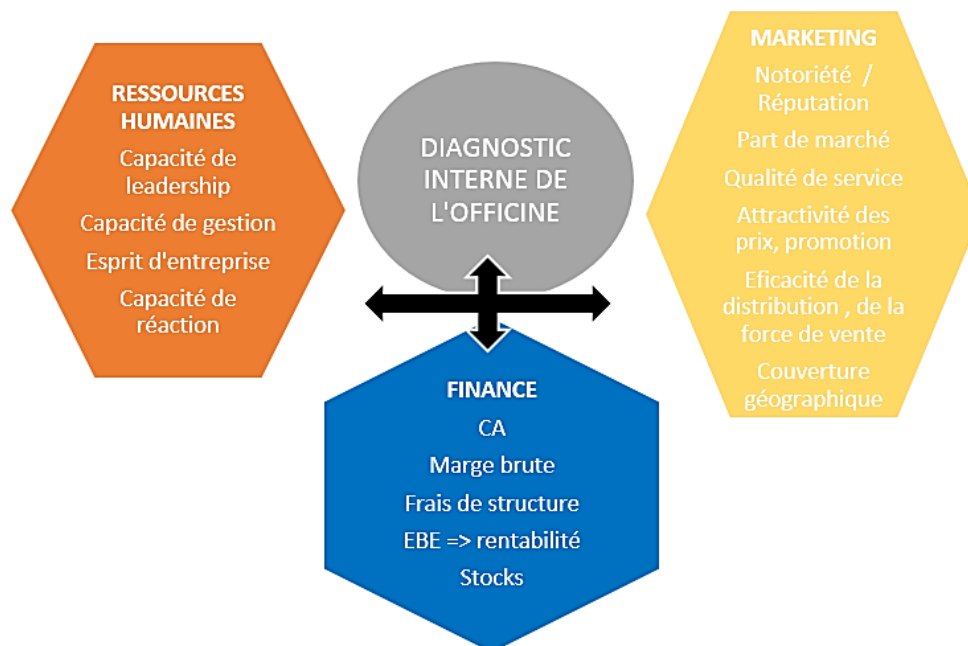 RESSOURCES
HUMAINES
Capacité de
leadership
Capacité de gestion
Esprit d'entreprise
Capacité de
réaction
DIAGNOSTIC
INTERNE DE
L'OFFICINE
MARKETING
Notoriété /
Réputation
Part de marché
Qualité de service
Attractivité des
prix, promotion
Eficacité de la
distribution , de la
force de vente
Couverture
géographique
FINANCE
CA
Marge brute
Frais de structure
EBE => rentabilité
Stocks